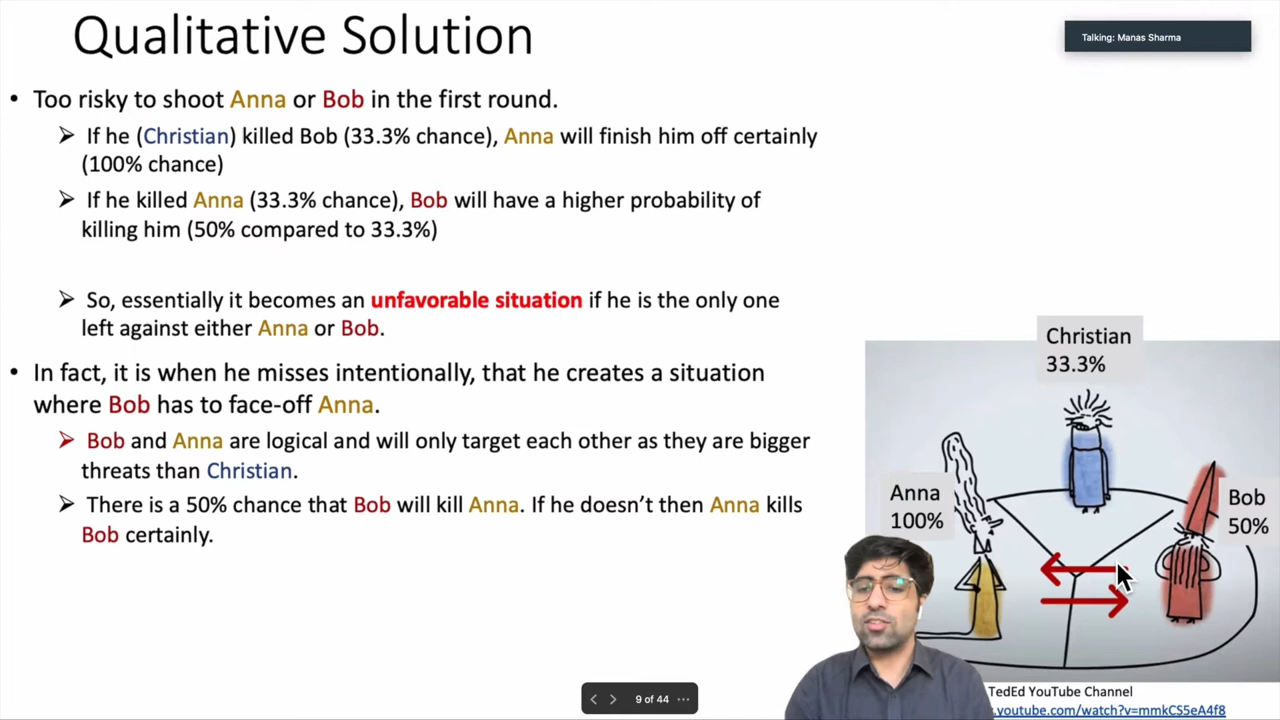 Qualitative Solution
Talking: Manas Sharma
• Too risky to shoot Anna or Bob in the first round.
➢ If he (Christian) killed Bob (33.3% chance), Anna will finish him off certainly
(100% chance)
➢ If he killed Anna (33.3% chance), Bob will have a higher probability of
killing him (50% compared to 33.3%)
➢ So, essentially it becomes an unfavorable situation if he is the only one
left against either Anna or Bob.
• In fact, it is when he misses intentionally, that he creates a situation
where Bob has to face-off Anna.
➢ Bob and Anna are logical and will only target each other as they are bigger
threats than Christian.
➢ There is a 50% chance that Bob will kill Anna. If he doesn’t then Anna kills
Bob certainly.
Christian
33.3%
Anna
100%
Bob
50%
TedEd YouTube Channel
.youtube.com/watch?v=mmkCS5eA4f8
9 of 44